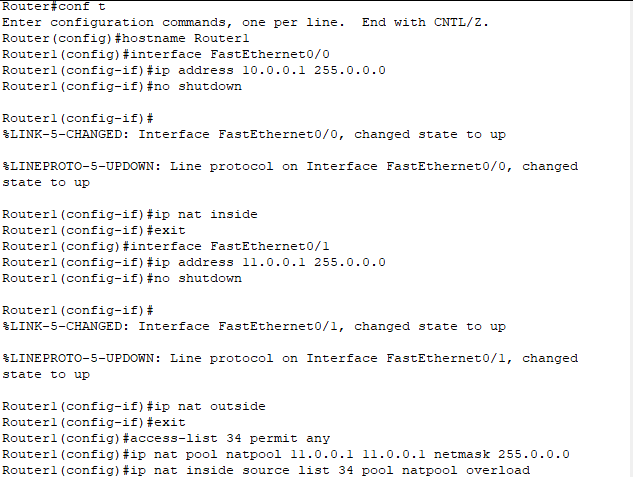 Router#conf t
Enter configuration commands, one per line.  End with CNTL/Z.
Router(config)#hostname Router1
Router1(config)#interface FastEthernet0/0
Router1(config-if)#ip address 10.0.0.1 255.0.0.0
Router1(config-if)#no shutdown
Router1(config-if)#
%LINK-5-CHANGED: Interface FastEthernet0/0, changed state to up
%LINEPROTO-5-UPDOWN: Line protocol on Interface FastEthernet0/0, changed
state to up
Router1(config-if)#ip nat inside
Router1(config-if)#exit
Router1(config)#interface FastEthernet0/1
Router1(config-if)#ip address 11.0.0.1 255.0.0.0
Router1(config-if)#no shutdown
Router1(config-if)#
%LINK-5-CHANGED: Interface FastEthernet0/1, changed state to up
%LINEPROTO-5-UPDOWN: Line protocol on Interface FastEthernet0/1, changed
state to up
Router1(config-if)#ip nat outside
Router1(config-if)#exit
Router1(config)#access-list 34 permit any
Router1(config)#ip nat pool natpool 11.0.0.1 11.0.0.1 netmask 255.0.0.0
Router1(config)#ip nat inside source list 34 pool natpool overload